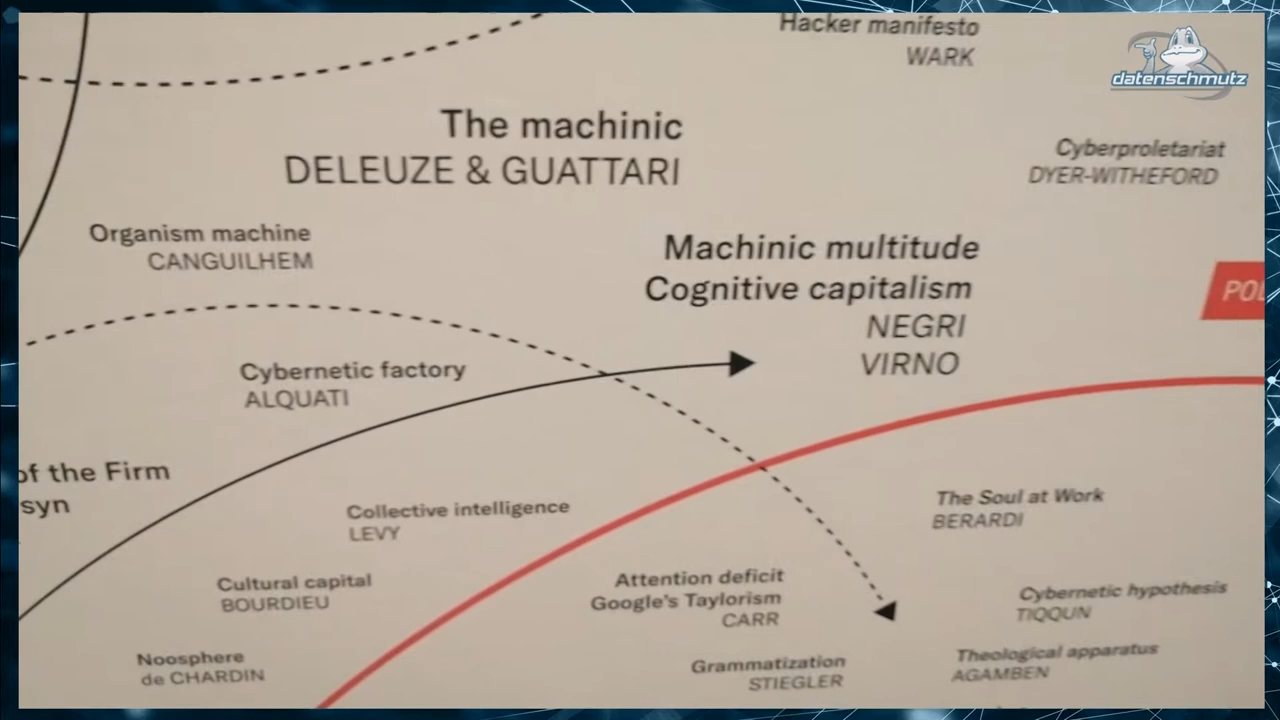 Hacker manifesto
WARK
datenschmutz
The machinic
DELEUZE & GUATTARI
Cyberproletariat
DYER-WITHEFORD
Organism machine
CANGUILHEM
Machinic multitude
Cognitive capitalism
NEGRI
VIRNO
POL
Cybernetic factory
ALQUATI
of the Firm
syn
Collective intelligence
LEVY
The Soul at Work
BERARDI
Cultural capital
BOURDIEU
Attention deficit
Google's Taylorism
CARR
Cybernetic hypothesis
TIQQUN
Noosphere
de CHARDIN
Grammatization
STIEGLER
Theological apparatus
AGAMBEN